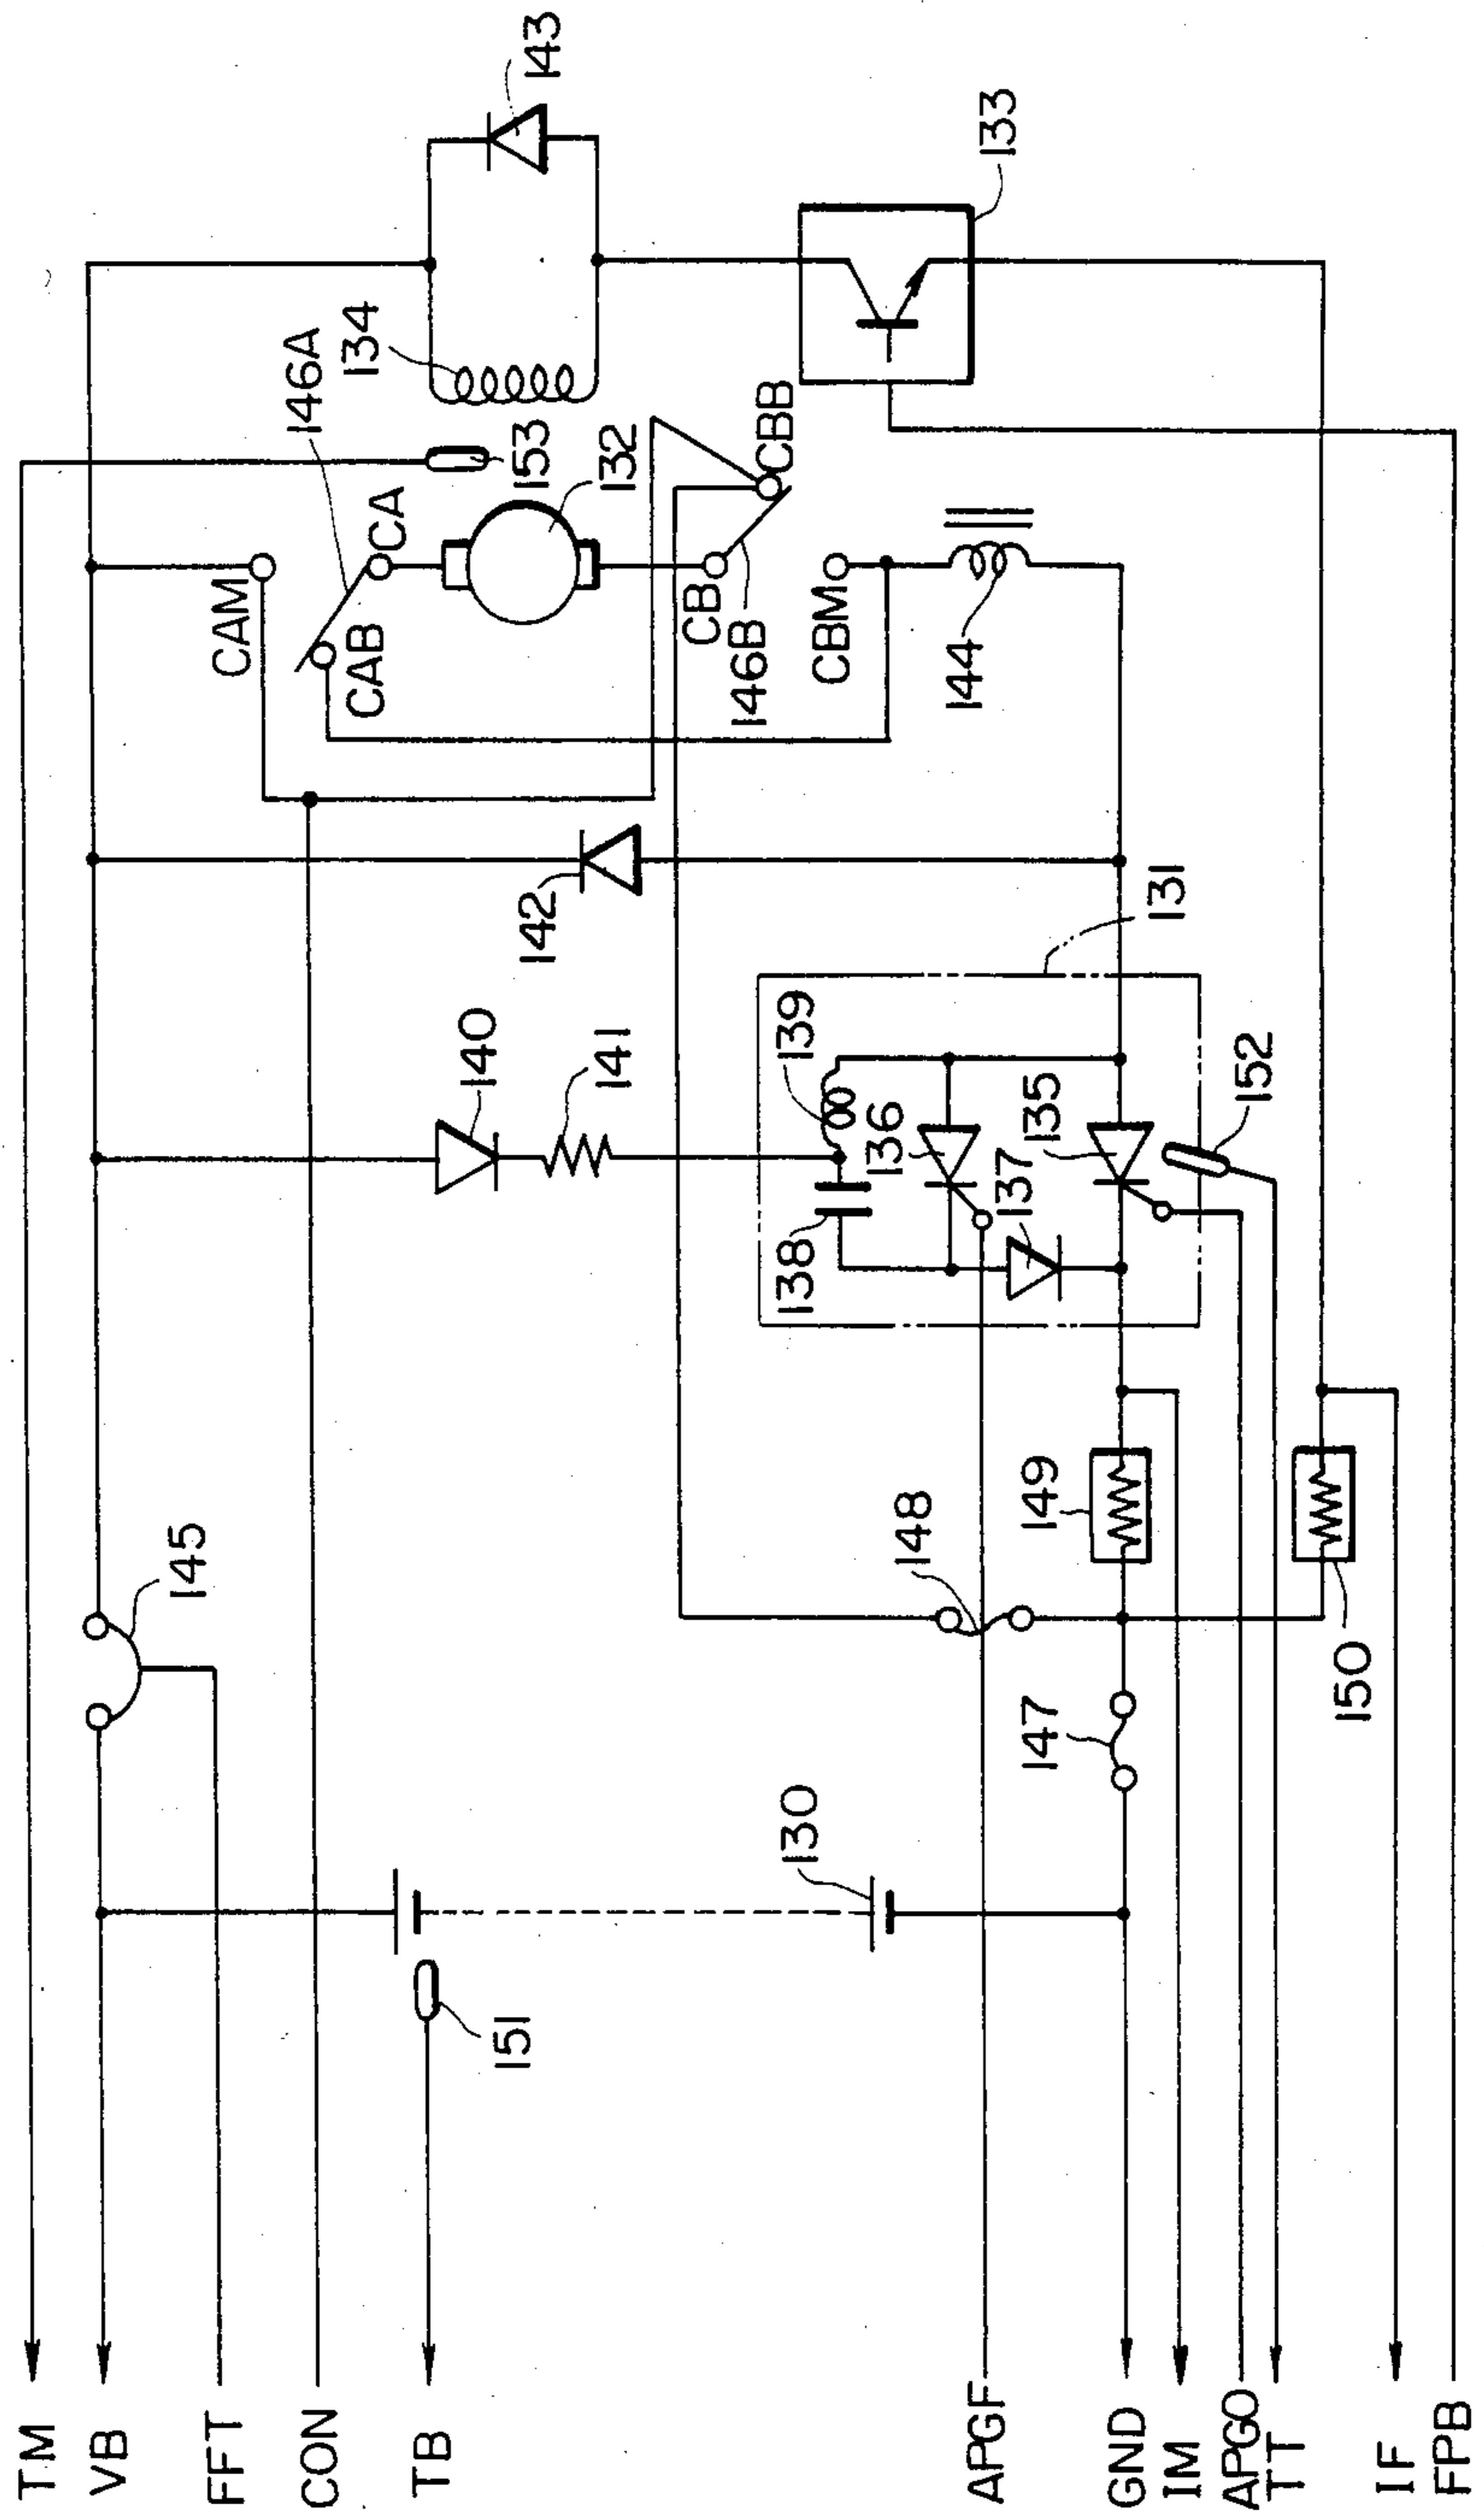 TM
VB
FFT
CON
TB
APGF
GND
IM
APGO
TT
IF
FPB
145
151
130
147
148
149
150
140
141
142
138
139
136
137
135
131
152
CAM
CAB
146A
CA
134
143
153
132
CB
146B
CBB
CBM
144
133